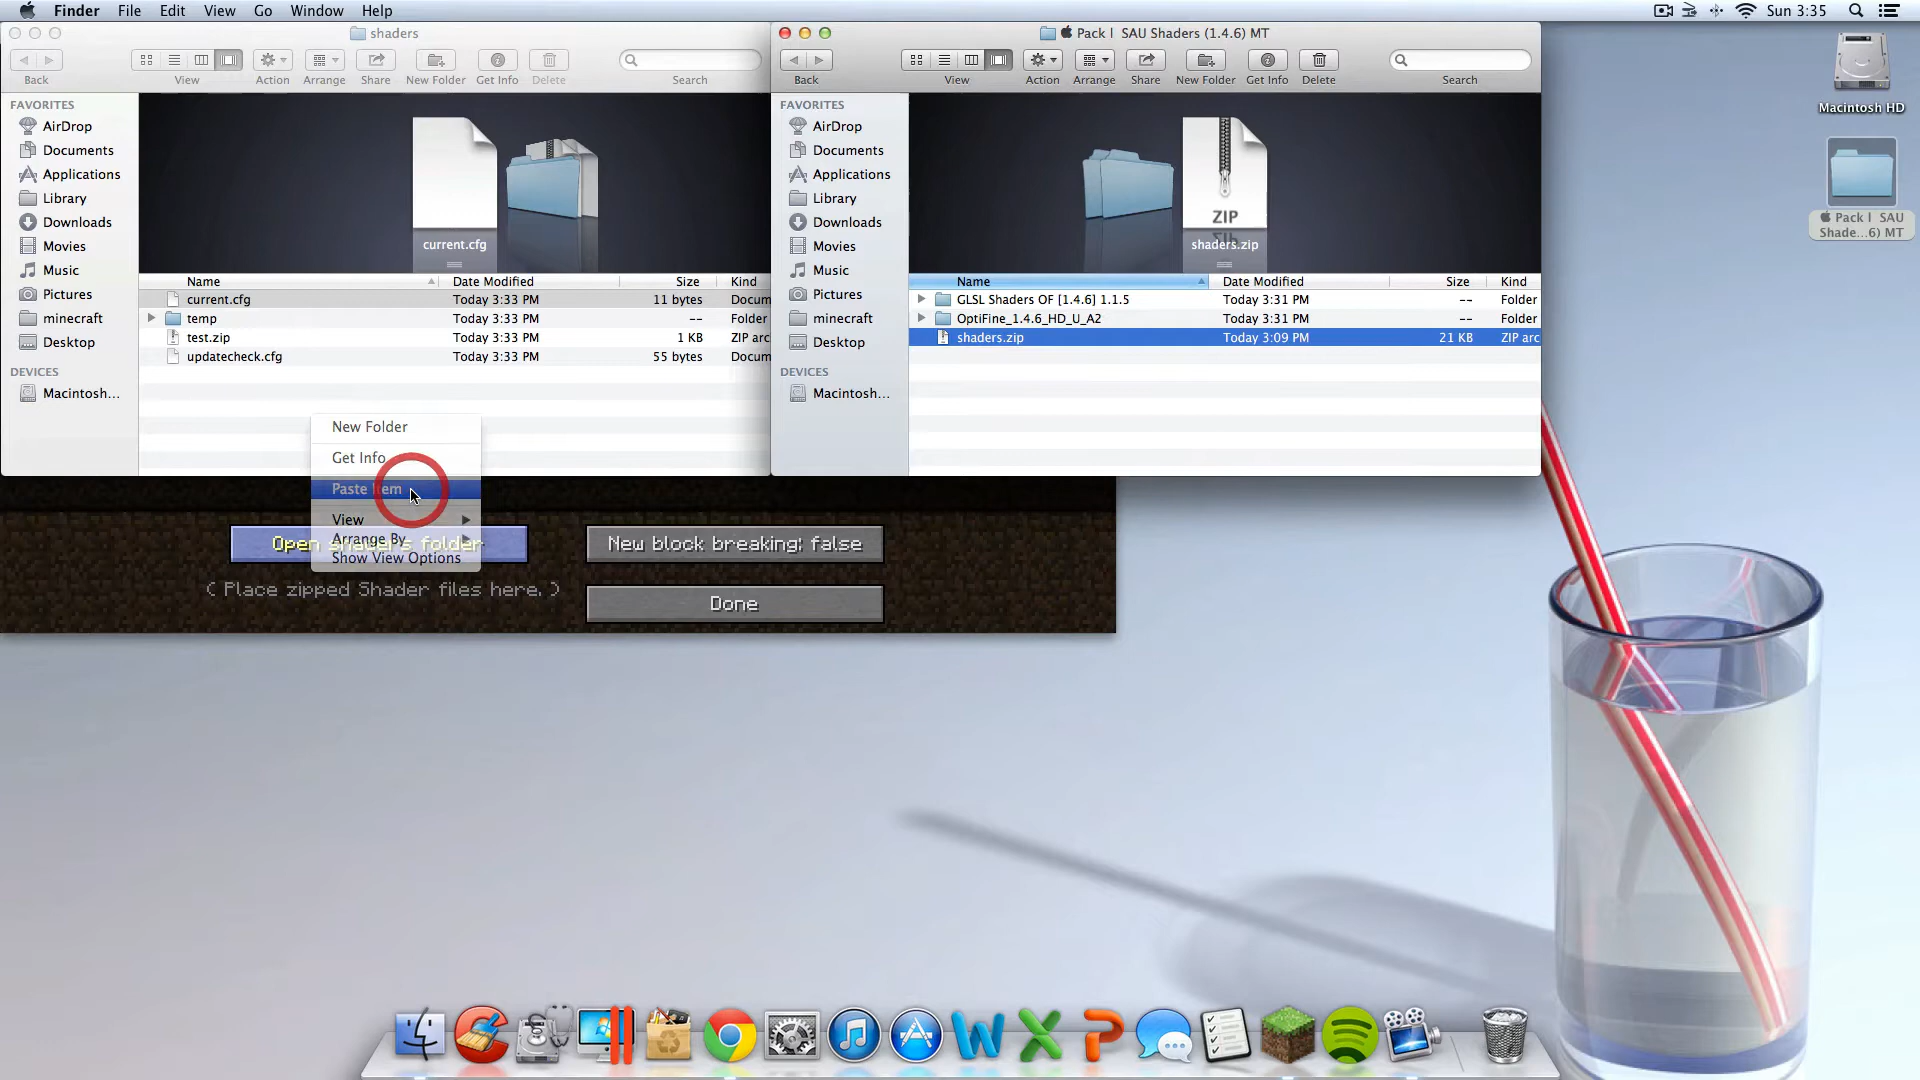 Finder File Edit View Go Window Help Sun 3:35
shaders
Back View Action Arrange Share New Folder Get Info Delete Search
FAVORITES
AirDrop
Documents
Applications
Library
Downloads
Movies
Music
Pictures
minecraft
Desktop
DEVICES
Macintosh...
current.cfg
Name Date Modified Size Kind
current.cfg Today 3:33 PM 11 bytes Docum
temp Today 3:33 PM -- Folder
test.zip Today 3:33 PM 1 KB ZIP arc
updatecheck.cfg Today 3:33 PM 55 bytes Docum
New Folder
Get Info
Paste Item
View
Arrange By
Show View Options
Pack | SAU Shaders (1.4.6) MT
Back View Action Arrange Share New Folder Get Info Delete Search
FAVORITES
AirDrop
Documents
Applications
Library
Downloads
Movies
Music
Pictures
minecraft
Desktop
DEVICES
Macintosh...
ZIP
shaders.zip
Name Date Modified Size Kind
GLSL Shaders OF [1.4.6] 1.1.5 Today 3:31 PM -- Folder
OptiFine_1.4.6_HD_U_A2 Today 3:31 PM -- Folder
shaders.zip Today 3:09 PM 21 KB ZIP arc
Open shaders folder
New block breaking: false
( Place zipped Shader files here. )
Done
Macintosh HD
Pack | SAU
Shade...6) MT